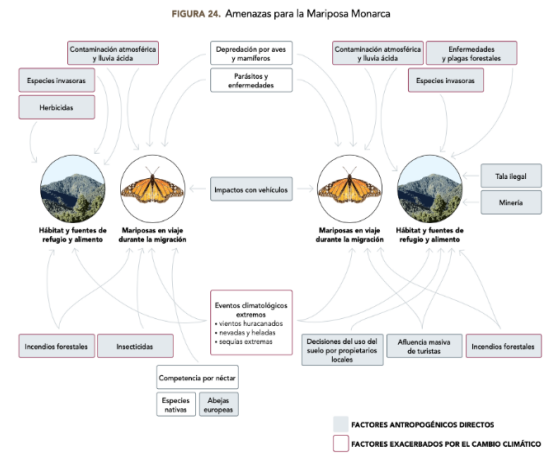 FIGURA 24. Amenazas para la Mariposa Monarca
Contaminación atmosférica
y lluvia ácida
Depredación por aves
y mamíferos
Contaminación atmosférica
y lluvia ácida
Enfermedades
y plagas forestales
Especies invasoras
Parásitos y
enfermedades
Especies invasoras
Herbicidas
Tala ilegal
Impactos con vehículos
Minería
Hábitat y fuentes de
refugio y alimento
Mariposas en viaje
durante la migración
Mariposas en viaje
durante la migración
Hábitat y fuentes de
refugio y alimento
Eventos climatológicos
extremos
• vientos huracanados
• nevadas y heladas
• sequías extremas
Incendios forestales
Insecticidas
Decisiones del uso del
suelo por propietarios
locales
Afluencia masiva
de turistas
Incendios forestales
Competencia por néctar
Especies
nativas
Abejas
europeas
FACTORES ANTROPOGÉNICOS DIRECTOS
FACTORES EXACERBADOS POR EL CAMBIO CLIMÁTICO